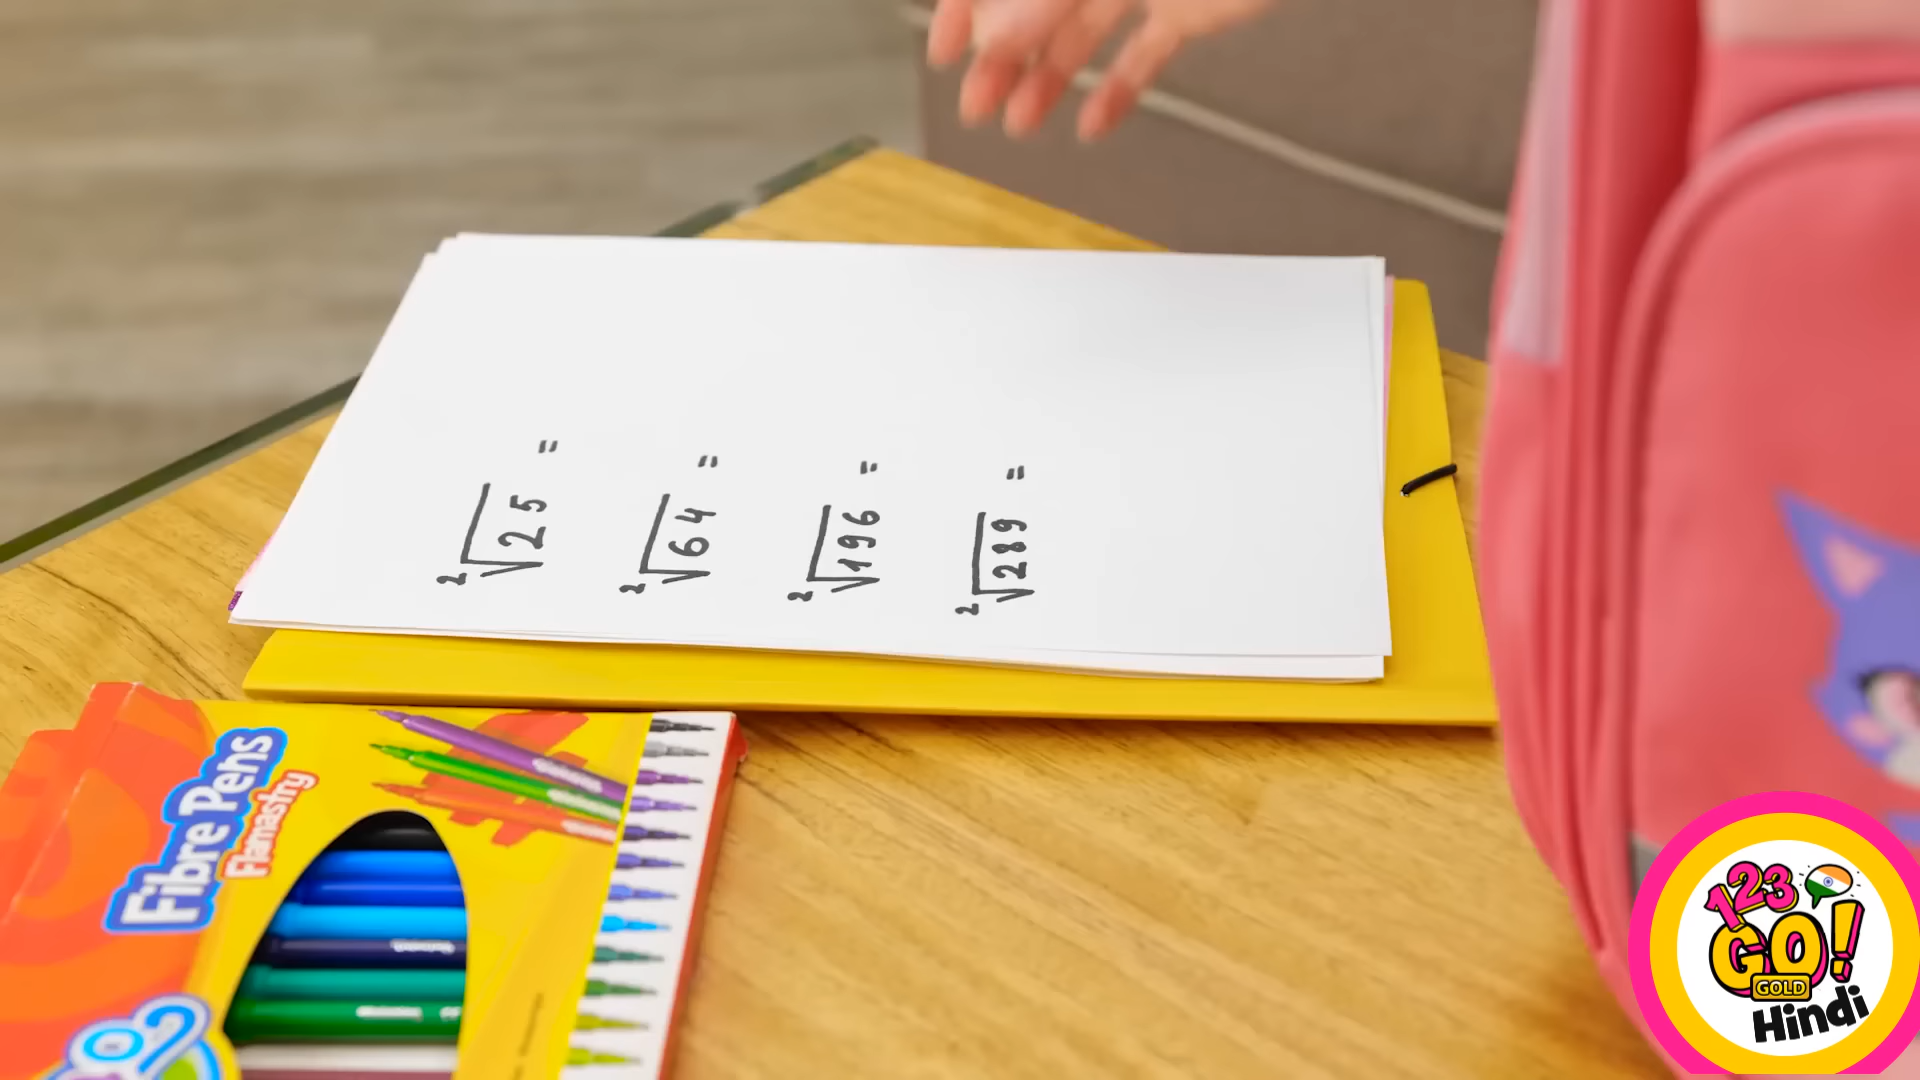 ²√25 =
²√64 =
²√196 =
²√289 =
Fibre Pens
Flamastry
123
GO!
GOLD
Hindi